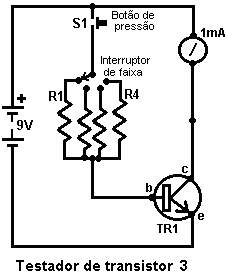 S1
Botão de
pressão
1mA
Interruptor
de faixa
R1
R4
+
9V
c
b
e
TR1
Testador de transistor 3